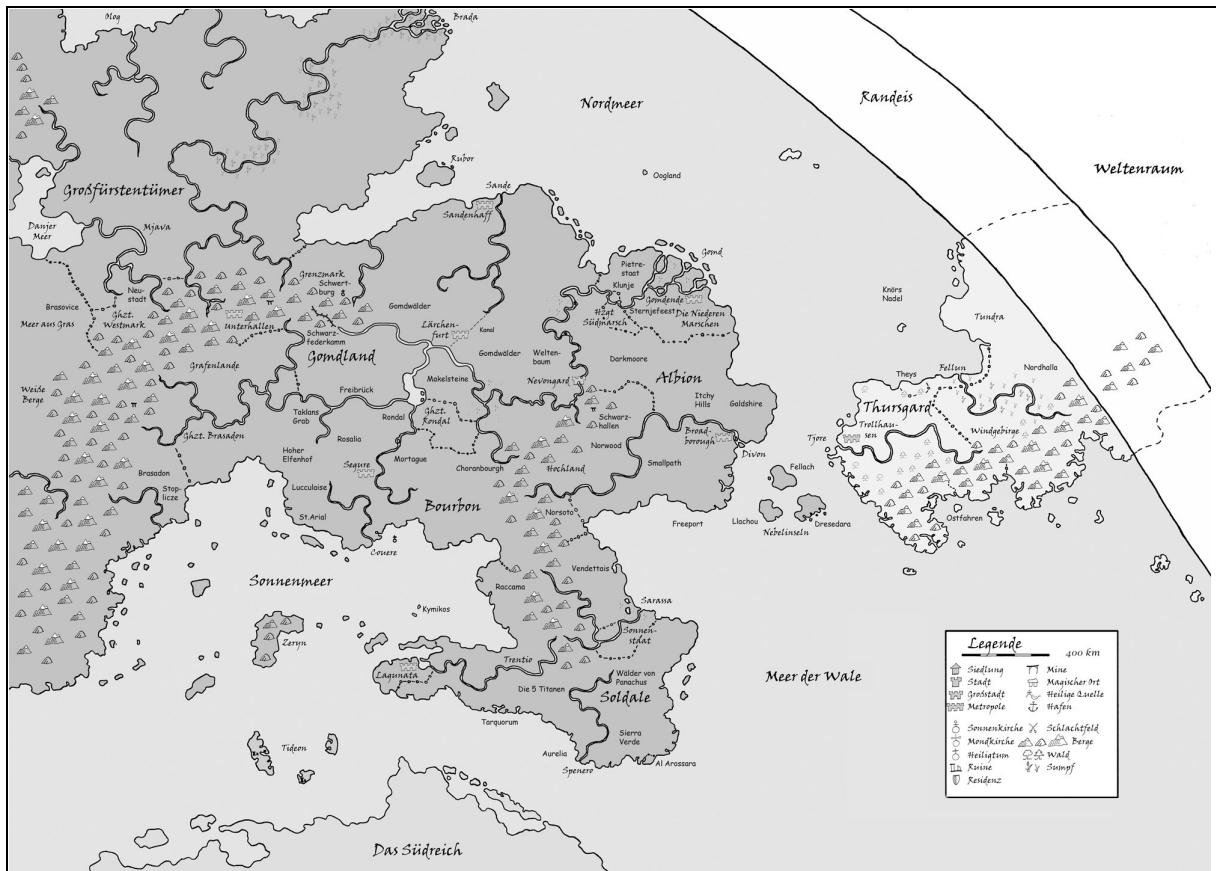 Olog
Brada
Nordmeer
Randeis
Weltenraum
Rubor
Oogland
Großfürstentümer
Sande
Sandenhaff
Danjer
Meer
Mjava
Gomd
Pietre-
staat
Klunje
Grenzmark
Schwert-
burg
Neu-
stadt
Gomdende
Knörs
Nadel
Brasovice
Ghzt.
Westmark
Gomdwälder
Hzgt
Südmarsch
Sternjefeest
Die Niederen
Marschen
Tundra
Meer aus Gras
Unterhallen
Lärchen-
furt
Kanal
Schwarz-
federkamm
Gomdland
Gomdwälder
Welten-
baum
Darkmoore
Grafenlande
Nordhalla
Theys
Fellun
Makelsteine
Nevongard
Albion
Weiße
Berge
Freibrück
Itchy
Hills
Goldshire
Thursgard
Taklans
Grab
Rondal
Ghzt.
Rondal
Schwarz-
hallen
Trollhau-
sen
Tjore
Windgebirge
Ghzt. Brasadon
Rosalia
Broad-
borough
Norwood
Divon
Hoher
Elfenhof
Mortague
Segure
Choranbourgh
Hochland
Smallpath
Brasadon
Fellach
Stop-
licze
Lucculaise
Bourbon
Norsoto
St.Arial
Freeport
Llachou
Dresedara
Nebelinseln
Ostfahren
Couere
Sonnenmeer
Vendettais
Raccama
Kymikos
Sarassa
Sonnen-
staat
Zeryn
Trentio
Lagunata
Wälder von
Panachus
Meer der Wale
Die 5 Titanen
Soldale
Tarquorum
Sierra
Verde
Tideon
Aurelia
Spenero
Al Arossara
Das Südreich
Legende
400 km
Siedlung
Mine
Stadt
Magischer Ort
Großstadt
Heilige Quelle
Metropole
Hafen
Sonnenkirche
Schlachtfeld
Mondkirche
Berge
Heiligtum
Wald
Ruine
Sumpf
Residenz